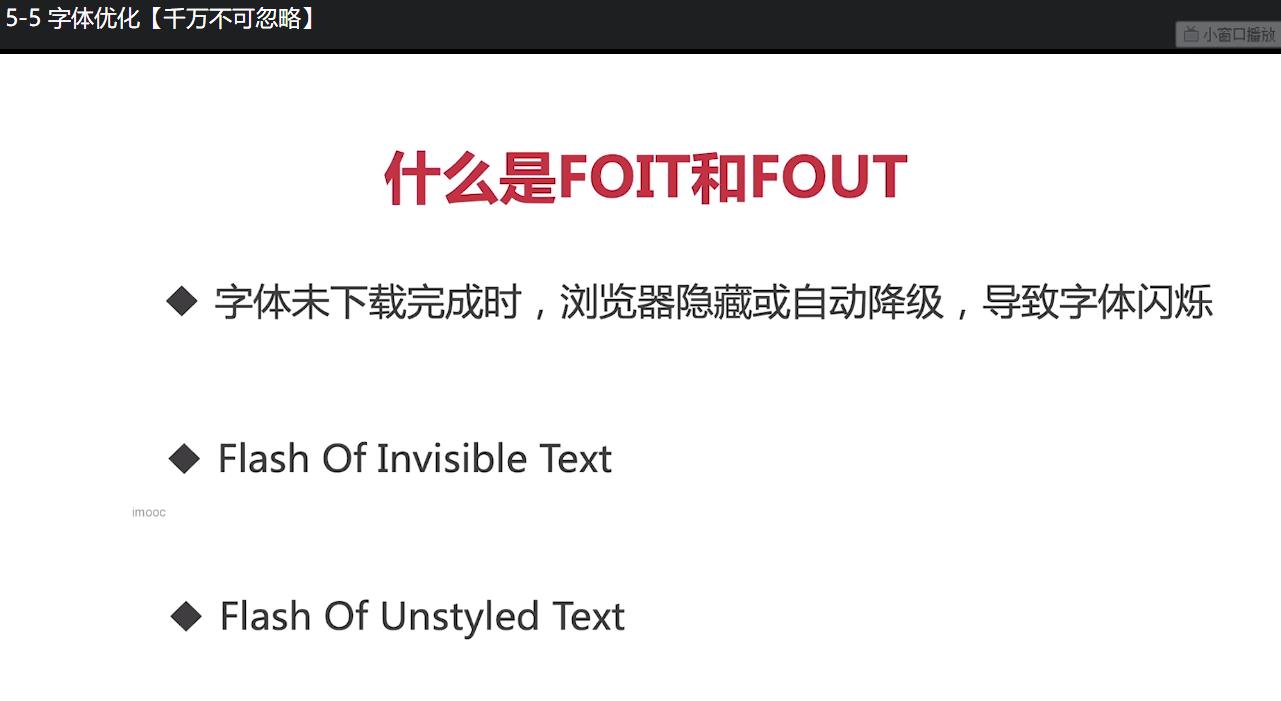 5-5 字体优化【千万不可忽略】
小窗口播放
什么是FOIT和FOUT
◆ 字体未下载完成时，浏览器隐藏或自动降级，导致字体闪烁
◆ Flash Of Invisible Text
imooc
◆ Flash Of Unstyled Text